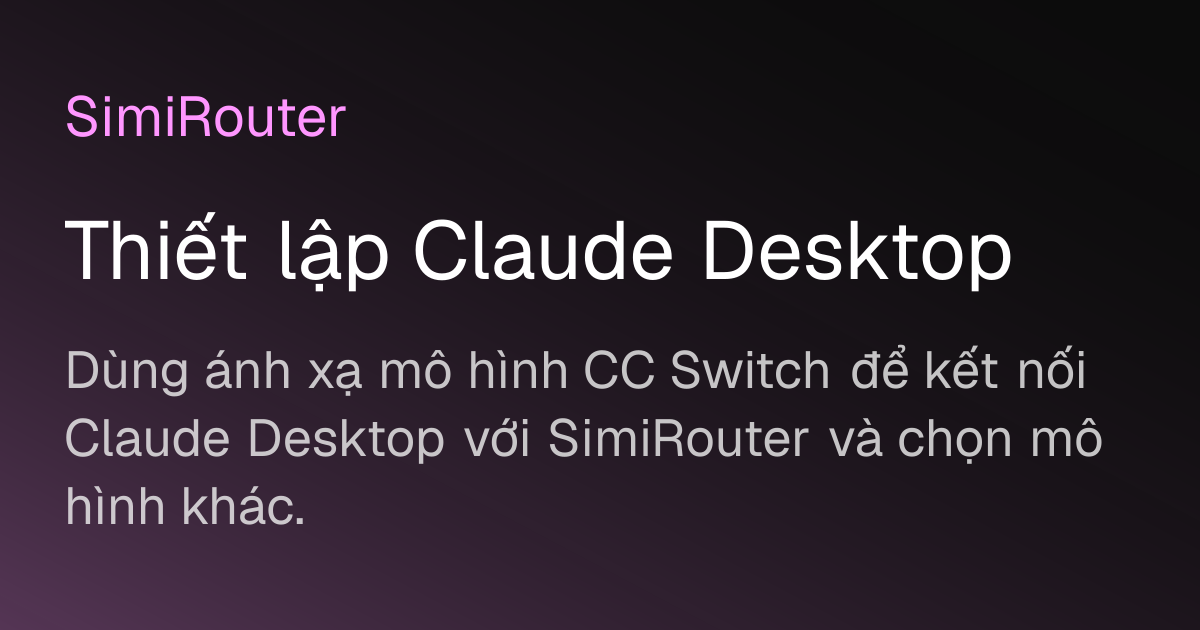 SimiRouter
Thiết lập Claude Desktop
Dùng ánh xạ mô hình CC Switch để kết nối
Claude Desktop với SimiRouter và chọn mô
hình khác.